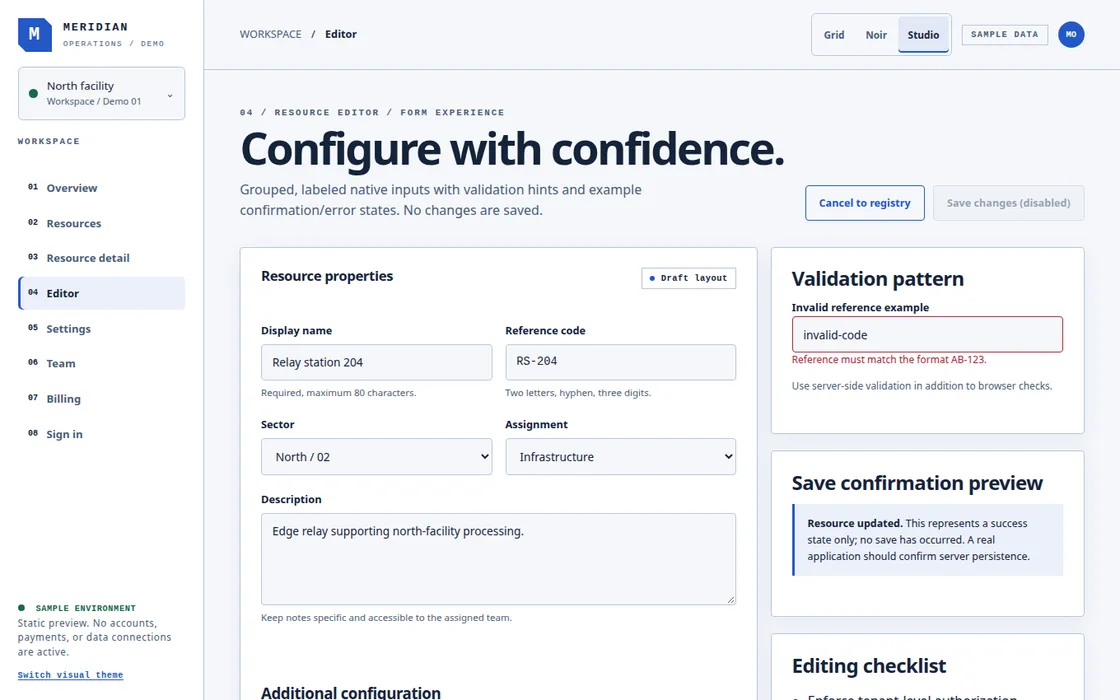 M
MERIDIAN
OPERATIONS / DEMO
North facility
Workspace / Demo 01
WORKSPACE
01 Overview
02 Resources
03 Resource detail
04 Editor
05 Settings
06 Team
07 Billing
08 Sign in
SAMPLE ENVIRONMENT
Static preview. No accounts,
payments, or data connections
are active.
Switch visual theme
WORKSPACE / Editor
Grid Noir Studio
SAMPLE DATA
MO
04 / RESOURCE EDITOR / FORM EXPERIENCE
Configure with confidence.
Grouped, labeled native inputs with validation hints and example
confirmation/error states. No changes are saved.
Cancel to registry
Save changes (disabled)
Resource properties
Draft layout
Display name
Relay station 204
Required, maximum 80 characters.
Reference code
RS-204
Two letters, hyphen, three digits.
Sector
North / 02
Assignment
Infrastructure
Description
Edge relay supporting north-facility processing.
Keep notes specific and accessible to the assigned team.
Additional configuration
Validation pattern
Invalid reference example
invalid-code
Reference must match the format AB-123.
Use server-side validation in addition to browser checks.
Save confirmation preview
Resource updated. This represents a success
state only; no save has occurred. A real
application should confirm server persistence.
Editing checklist
Enforce tenant-level authorization